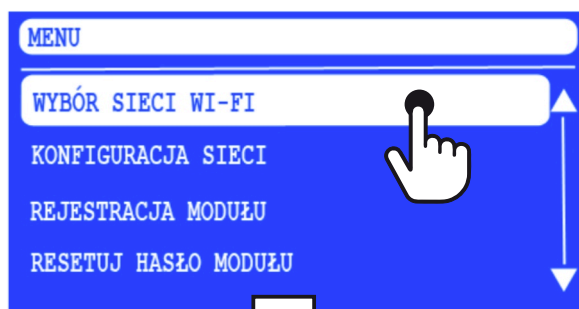 MENU
WYBÓR SIECI WI-FI
KONFIGURACJA SIECI
REJESTRACJA MODUŁU
RESETUJ HASŁO MODUŁU